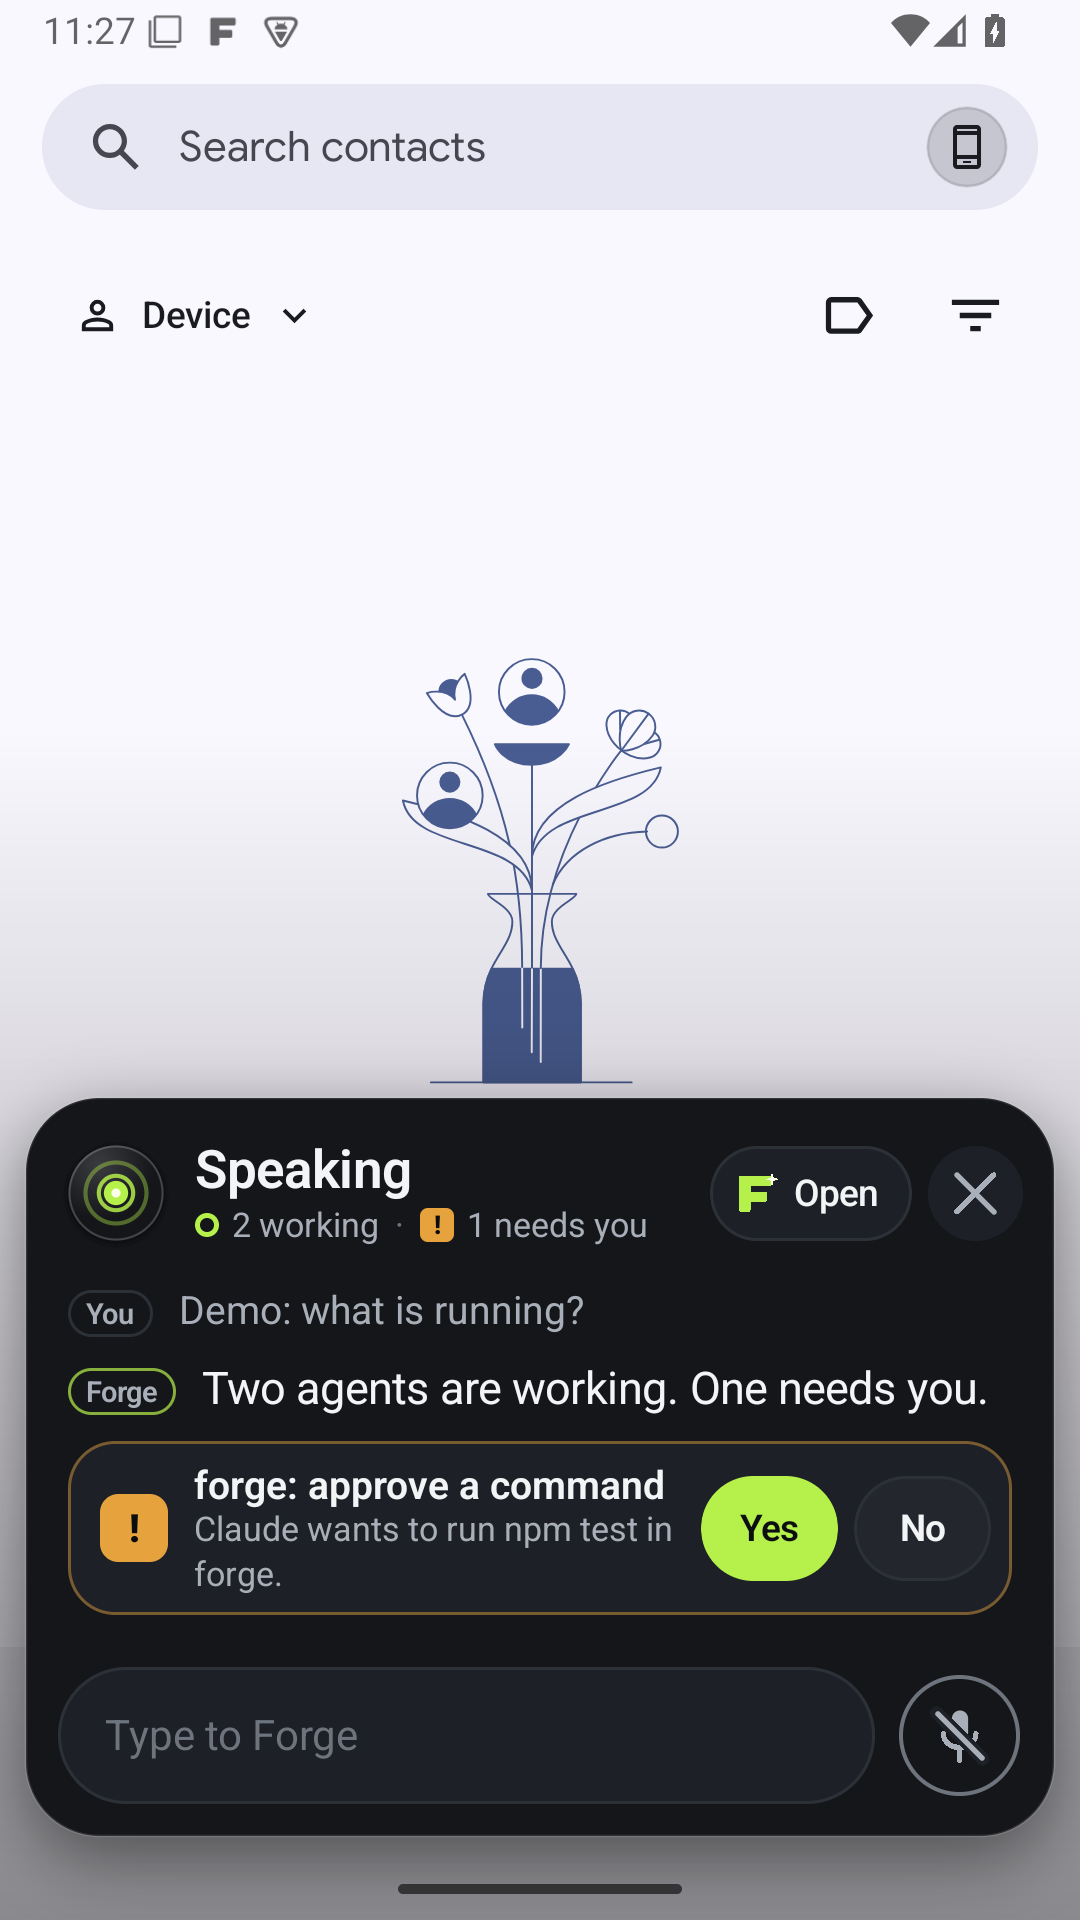 11:27
Search contacts
Device
Speaking
2 working · ! 1 needs you
Open
You Demo: what is running?
Forge Two agents are working. One needs you.
! forge: approve a command
Claude wants to run npm test in
forge.
Yes No
Type to Forge